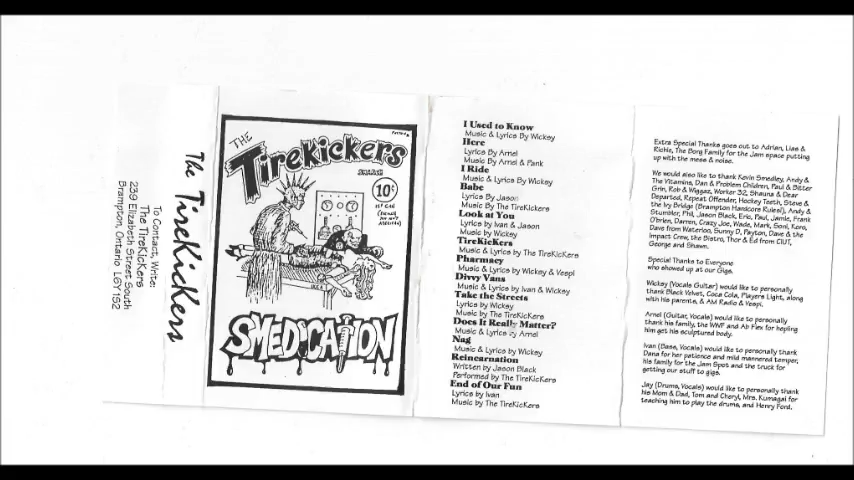 The TireKickers
To Contact, Write:
The TireKickers
239 Elizabeth Street South
Brampton, Ontario L6Y1S2
THE
TireKickers
10¢
SMEDiCATiON
I Used to Know
Music & Lyrics By Wickey
Here
Lyrics By Arnel
Music By Arnel & Pank
I Ride
Music & Lyrics By Wickey
Babe
Lyrics By Jason
Music By The TireKickers
Look at You
Lyrics by Ivan & Jason
Music by Wickey
TireKicKers
Music & Lyrics by The TireKickers
Pharmacy
Music & Lyrics by Wickey & Vespi
Divvy Vans
Music & Lyrics by Ivan & Wickey
Take the Streets
Lyrics by Wickey
Music by The TireKickers
Does It Really Matter?
Music & Lyrics by Arnel
Nag
Music & Lyrics by Wickey
Reincarnation
Written by Jason Black
Performed by The TireKickers
End of Our Fun
Lyrics by Ivan
Music by The TireKickers
Extra Special Thanks goes out to Adrian, Lisa &
Richie, The Borg Family for the Jam space putting
up with the mess & noise.
We would also like to thank Kevin Smedley, Andy &
The Vitamins, Dan & Problem Children, Paul & Bitter
Grin, Rob & Wiggaz, Worker 32, Shauna & Dear
Departed, Repeat Offender, Hockey Teeth, Steve &
the Ivy Bridge (Brampton Hardcore Rules!), Andy &
Stumbler, Phil, Jason Black, Eric, Paul, Jamie, Frank
O'Brien, Darren, Crazy Joe, Wade, Mark, Soni, Kero,
Dave from Waterloo, Sunny D, Payton, Dave & the
Impact Crew, the Bistro, Thor & Ed from CIUT,
George and Shawn.
Special Thanks to Everyone
who showed up at our Gigs.
Wickey (Vocals Guitar) would like to personally
thank Black Velvet, Coca Cola, Players Light, along
with his parents, & AM Radio & Vespi.
Arnel (Guitar, Vocals) would like to personally
thank his family, the WWF and Ab Flex for helping
him get his sculptured body.
Ivan (Bass, Vocals) would like to personally thank
Dana for her patience and mild mannered temper,
his family for the Jam Spot and the truck for
getting our stuff to gigs.
Jay (Drums, Vocals) would like to personally thank
his Mom & Dad, Tom and Cheryl, Mrs. Kumagai for
teaching him to play the drums, and Henry Ford.